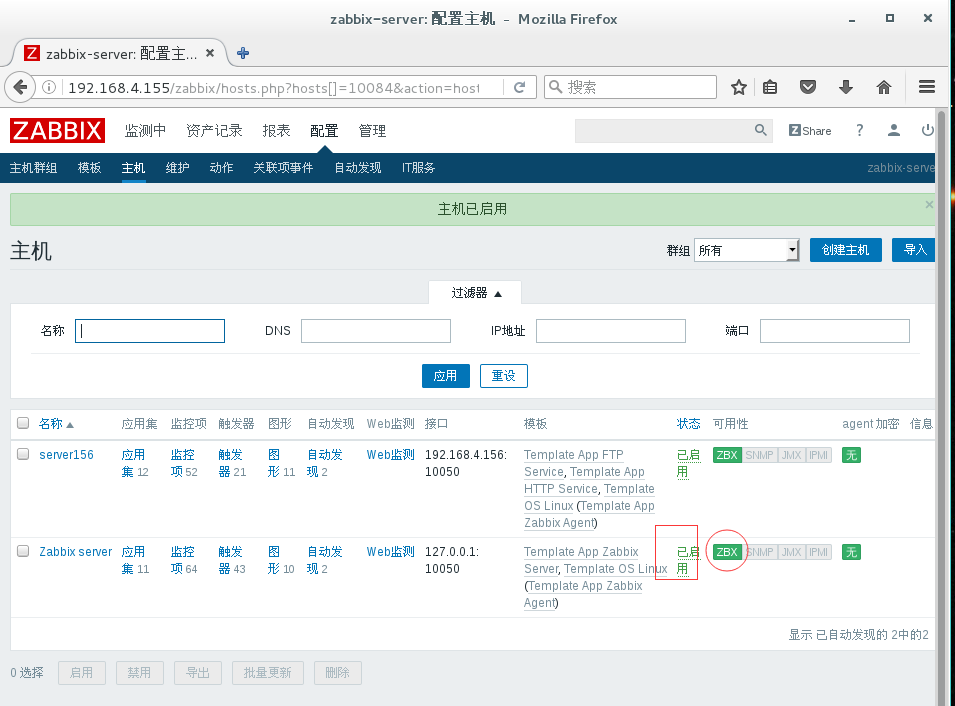 zabbix-server: 配置主机 - Mozilla Firefox
Z zabbix-server: 配置主...
192.168.4.155/zabbix/hosts.php?hosts[]=10084&action=host 搜索
ZABBIX 监测中 资产记录 报表 配置 管理 Z Share ?
主机群组 模板 主机 维护 动作 关联项事件 自动发现 IT服务 zabbix-serve
主机已启用
主机 群组 所有 创建主机 导入
过滤器
名称 DNS IP地址 端口
应用 重设
名称 应用集 监控项 触发器 图形 自动发现 Web监测 接口 模板 状态 可用性 agent 加密 信息
server156 应用 监控 触发 图 自动发 Web监测 192.168.4.156: Template App FTP 已启 ZBX SNMP JMX IPMI 无
集 12 项 52 器 21 形 11 现 2 10050 Service, Template App 用
HTTP Service, Template
OS Linux (Template App
Zabbix Agent)
Zabbix server 应用 监控 触发 图 自动发 Web监测 127.0.0.1: Template App Zabbix 已启 ZBX SNMP JMX IPMI 无
集 11 项 64 器 43 形 10 现 2 10050 Server, Template OS Linux 用
(Template App Zabbix
Agent)
显示 已自动发现的 2中的2
0 选择 启用 禁用 导出 批量更新 删除